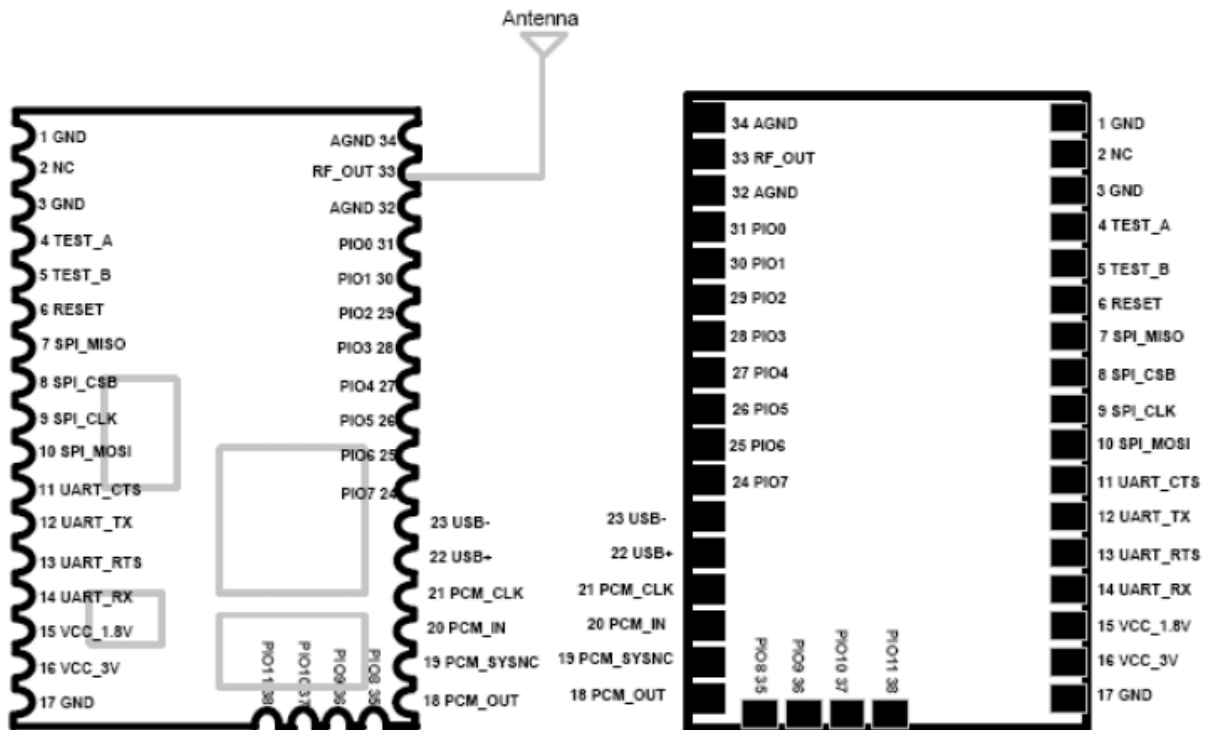 Antenna
1 GND
2 NC
3 GND
4 TEST_A
5 TEST_B
6 RESET
7 SPI_MISO
8 SPI_CSB
9 SPI_CLK
10 SPI_MOSI
11 UART_CTS
12 UART_TX
13 UART_RTS
14 UART_RX
15 VCC_1.8V
16 VCC_3V
17 GND
AGND 34
RF_OUT 33
AGND 32
PIO0 31
PIO1 30
PIO2 29
PIO3 28
PIO4 27
PIO5 26
PIO6 25
PIO7 24
23 USB-
22 USB+
21 PCM_CLK
20 PCM_IN
19 PCM_SYSNC
18 PCM_OUT
PIO11 38
PIO10 37
PIO9 36
PIO8 35
34 AGND
33 RF_OUT
32 AGND
31 PIO0
30 PIO1
29 PIO2
28 PIO3
27 PIO4
26 PIO5
25 PIO6
24 PIO7
23 USB-
22 USB+
21 PCM_CLK
20 PCM_IN
19 PCM_SYSNC
18 PCM_OUT
PIO8 35
PIO9 36
PIO10 37
PIO11 38
1 GND
2 NC
3 GND
4 TEST_A
5 TEST_B
6 RESET
7 SPI_MISO
8 SPI_CSB
9 SPI_CLK
10 SPI_MOSI
11 UART_CTS
12 UART_TX
13 UART_RTS
14 UART_RX
15 VCC_1.8V
16 VCC_3V
17 GND